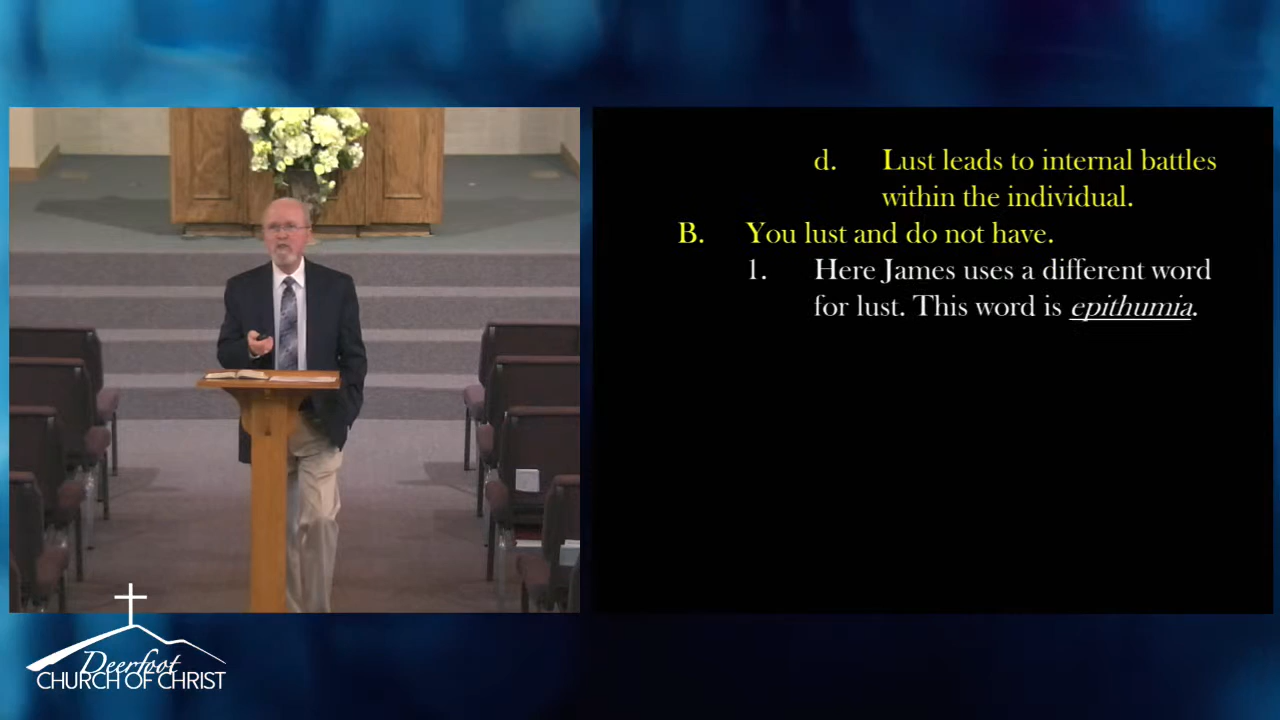 d. Lust leads to internal battles
within the individual.
B. You lust and do not have.
1. Here James uses a different word
for lust. This word is epithumia.
Deerfoot
CHURCH OF CHRIST